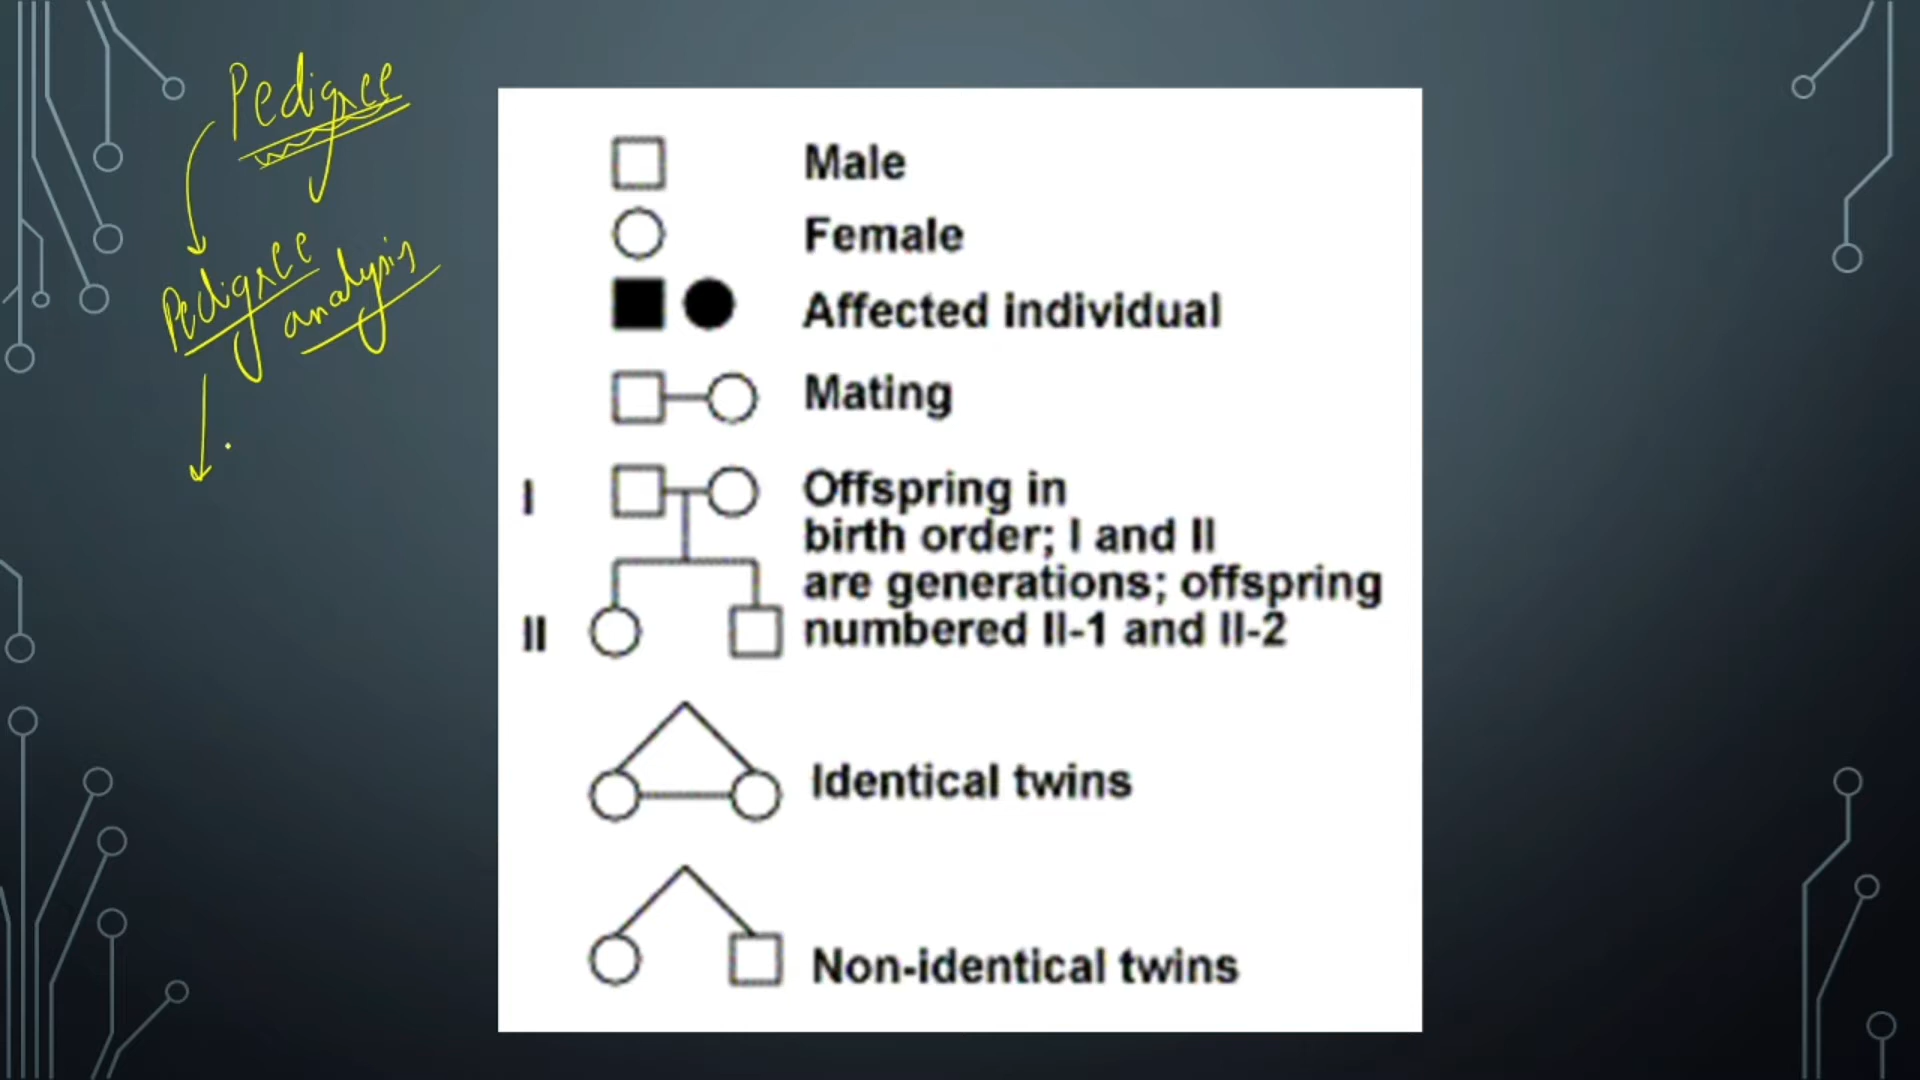 Pedigree
Pedigree
analysis
Male
Female
Affected individual
Mating
I
Offspring in
birth order; I and II
are generations; offspring
II
numbered II-1 and II-2
Identical twins
Non-identical twins